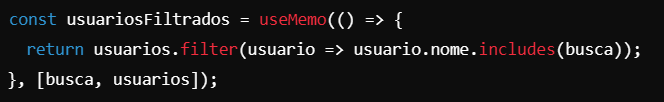 const usuariosFiltrados = useMemo(() => {
  return usuarios.filter(usuario => usuario.nome.includes(busca));
}, [busca, usuarios]);